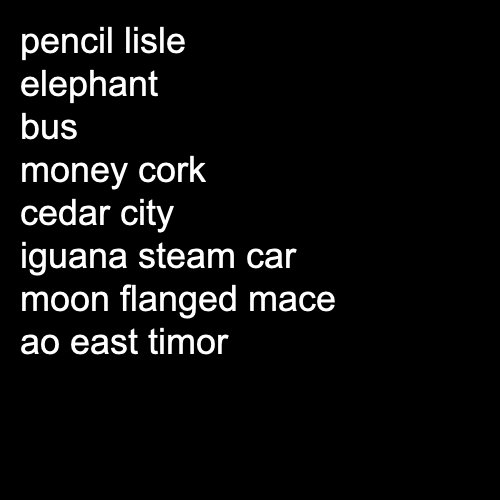 pencil lisle
elephant
bus
money cork
cedar city
iguana steam car
moon flanged mace
ao east timor